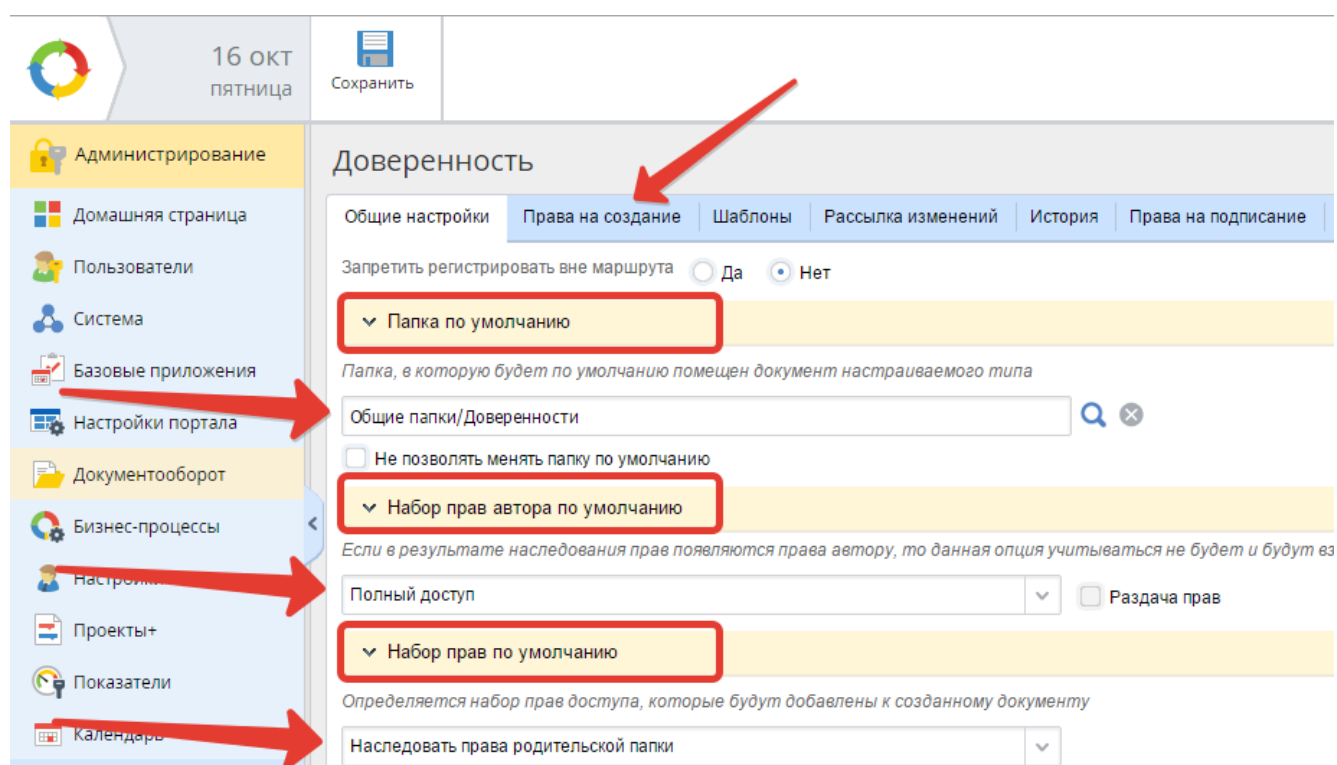 16 окт
пятница
Сохранить
Администрирование
Домашняя страница
Пользователи
Система
Базовые приложения
Настройки портала
Документооборот
Бизнес-процессы
Проекты+
Показатели
Календарь
Доверенность
Общие настройки Права на создание Шаблоны Рассылка изменений История Права на подписание
Запретить регистрировать вне маршрута Да Нет
Папка по умолчанию
Папка, в которую будет по умолчанию помещен документ настраиваемого типа
Общие папки/Доверенности
Не позволять менять папку по умолчанию
Набор прав автора по умолчанию
Если в результате наследования прав появляются права автору, то данная опция учитываться не будет и будут вз
Полный доступ Раздача прав
Набор прав по умолчанию
Определяется набор прав доступа, которые будут добавлены к созданному документу
Наследовать права родительской папки